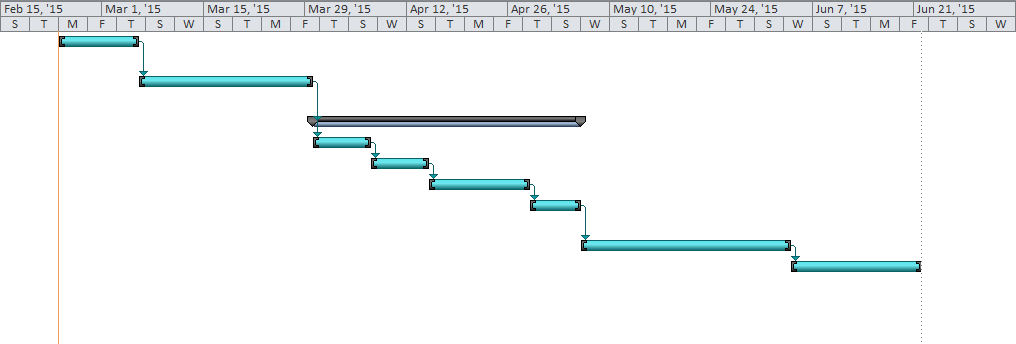 Feb 15, '15 Mar 1, '15 Mar 15, '15 Mar 29, '15 Apr 12, '15 Apr 26, '15 May 10, '15 May 24, '15 Jun 7, '15 Jun 21, '15
S T M F T S W S T M F T S W S T M F T S W S T M F T S W S T M F T S W